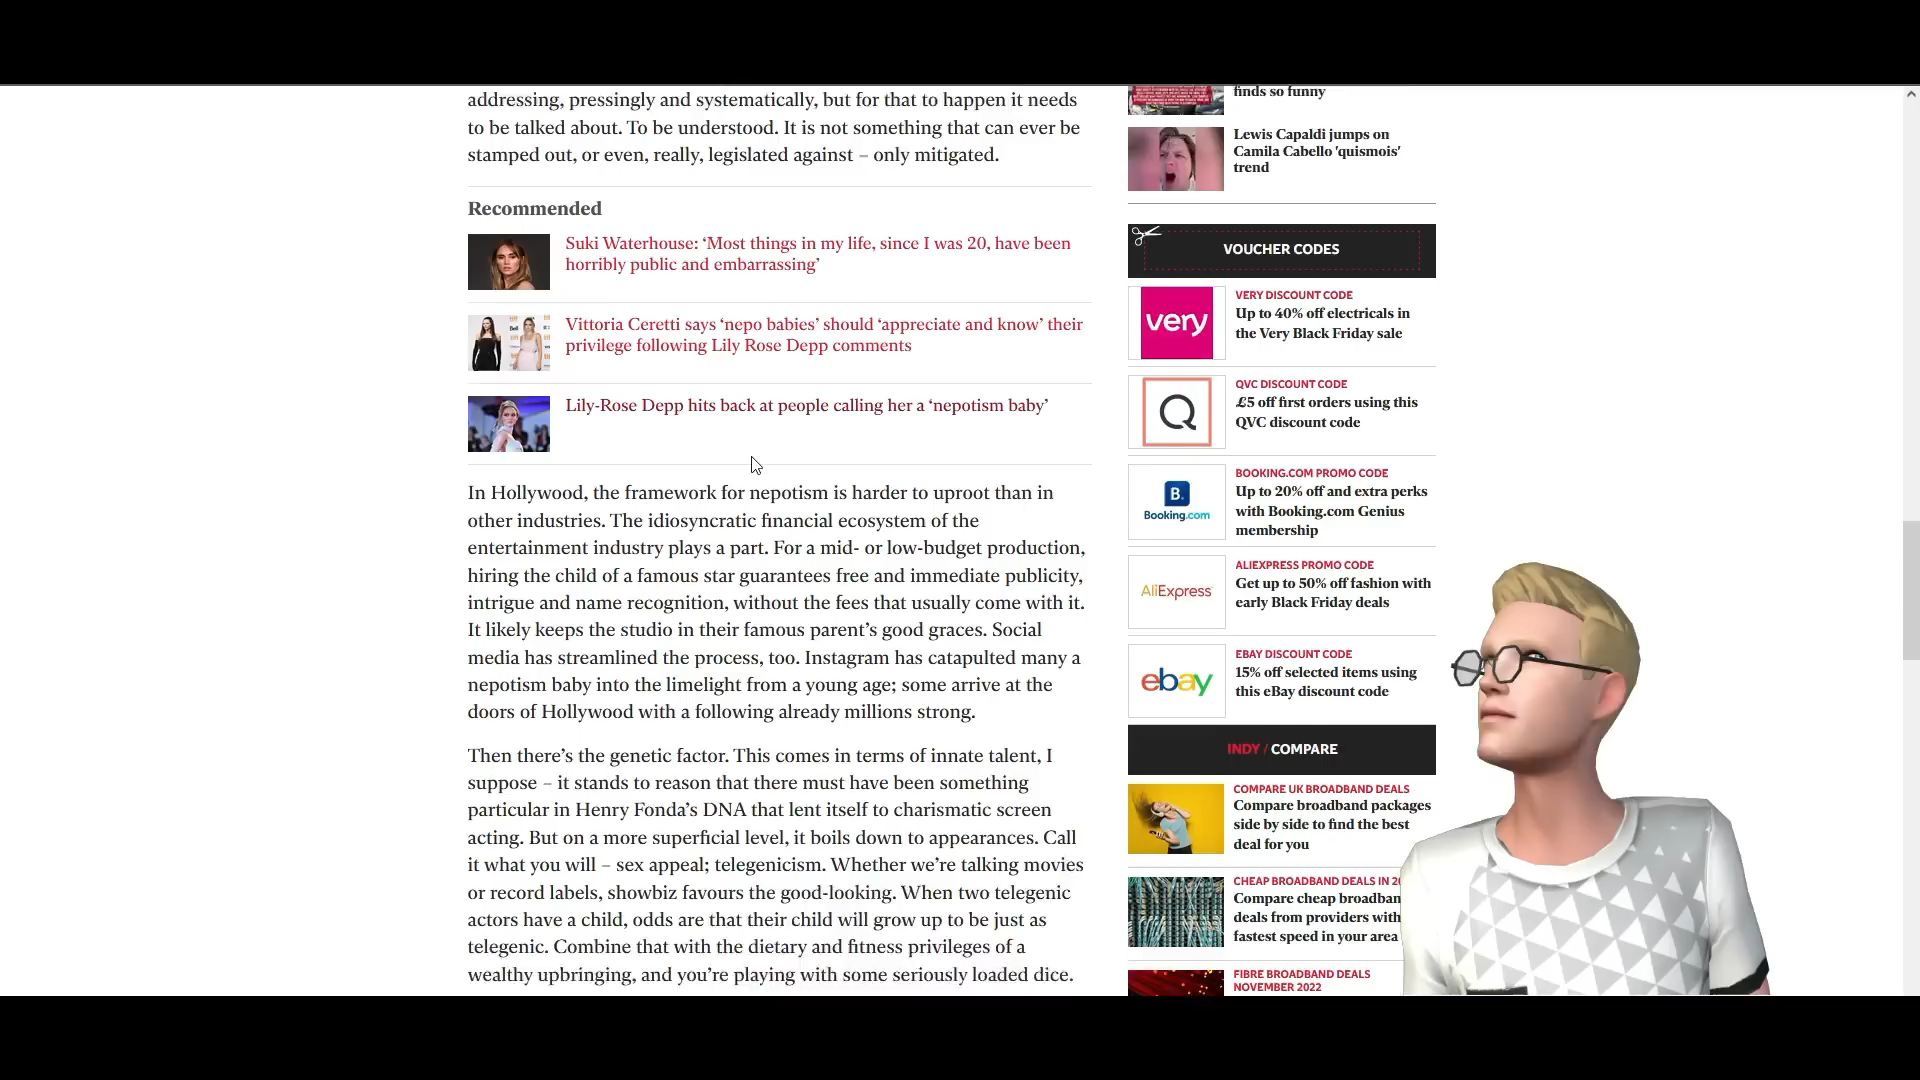 addressing, pressingly and systematically, but for that to happen it needs
to be talked about. To be understood. It is not something that can ever be
stamped out, or even, really, legislated against – only mitigated.
Recommended
Suki Waterhouse: ‘Most things in my life, since I was 20, have been
horribly public and embarrassing’
Vittoria Ceretti says ‘nepo babies’ should ‘appreciate and know’ their
privilege following Lily Rose Depp comments
Lily-Rose Depp hits back at people calling her a ‘nepotism baby’
In Hollywood, the framework for nepotism is harder to uproot than in
other industries. The idiosyncratic financial ecosystem of the
entertainment industry plays a part. For a mid- or low-budget production,
hiring the child of a famous star guarantees free and immediate publicity,
intrigue and name recognition, without the fees that usually come with it.
It likely keeps the studio in their famous parent’s good graces. Social
media has streamlined the process, too. Instagram has catapulted many a
nepotism baby into the limelight from a young age; some arrive at the
doors of Hollywood with a following already millions strong.
Then there’s the genetic factor. This comes in terms of innate talent, I
suppose – it stands to reason that there must have been something
particular in Henry Fonda’s DNA that lent itself to charismatic screen
acting. But on a more superficial level, it boils down to appearances. Call
it what you will – sex appeal; telegenicism. Whether we’re talking movies
or record labels, showbiz favours the good-looking. When two telegenic
actors have a child, odds are that their child will grow up to be just as
telegenic. Combine that with the dietary and fitness privileges of a
wealthy upbringing, and you’re playing with some seriously loaded dice.
finds so funny
Lewis Capaldi jumps on
Camila Cabello 'quismois'
trend
VOUCHER CODES
very
VERY DISCOUNT CODE
Up to 40% off electricals in
the Very Black Friday sale
Q
QVC DISCOUNT CODE
£5 off first orders using this
QVC discount code
B.
Booking.com
BOOKING.COM PROMO CODE
Up to 20% off and extra perks
with Booking.com Genius
membership
AliExpress
ALIEXPRESS PROMO CODE
Get up to 50% off fashion with
early Black Friday deals
ebay
EBAY DISCOUNT CODE
15% off selected items using
this eBay discount code
INDY / COMPARE
COMPARE UK BROADBAND DEALS
Compare broadband packages
side by side to find the best
deal for you
CHEAP BROADBAND DEALS IN 20
Compare cheap broadban
deals from providers with
fastest speed in your area
FIBRE BROADBAND DEALS
NOVEMBER 2022